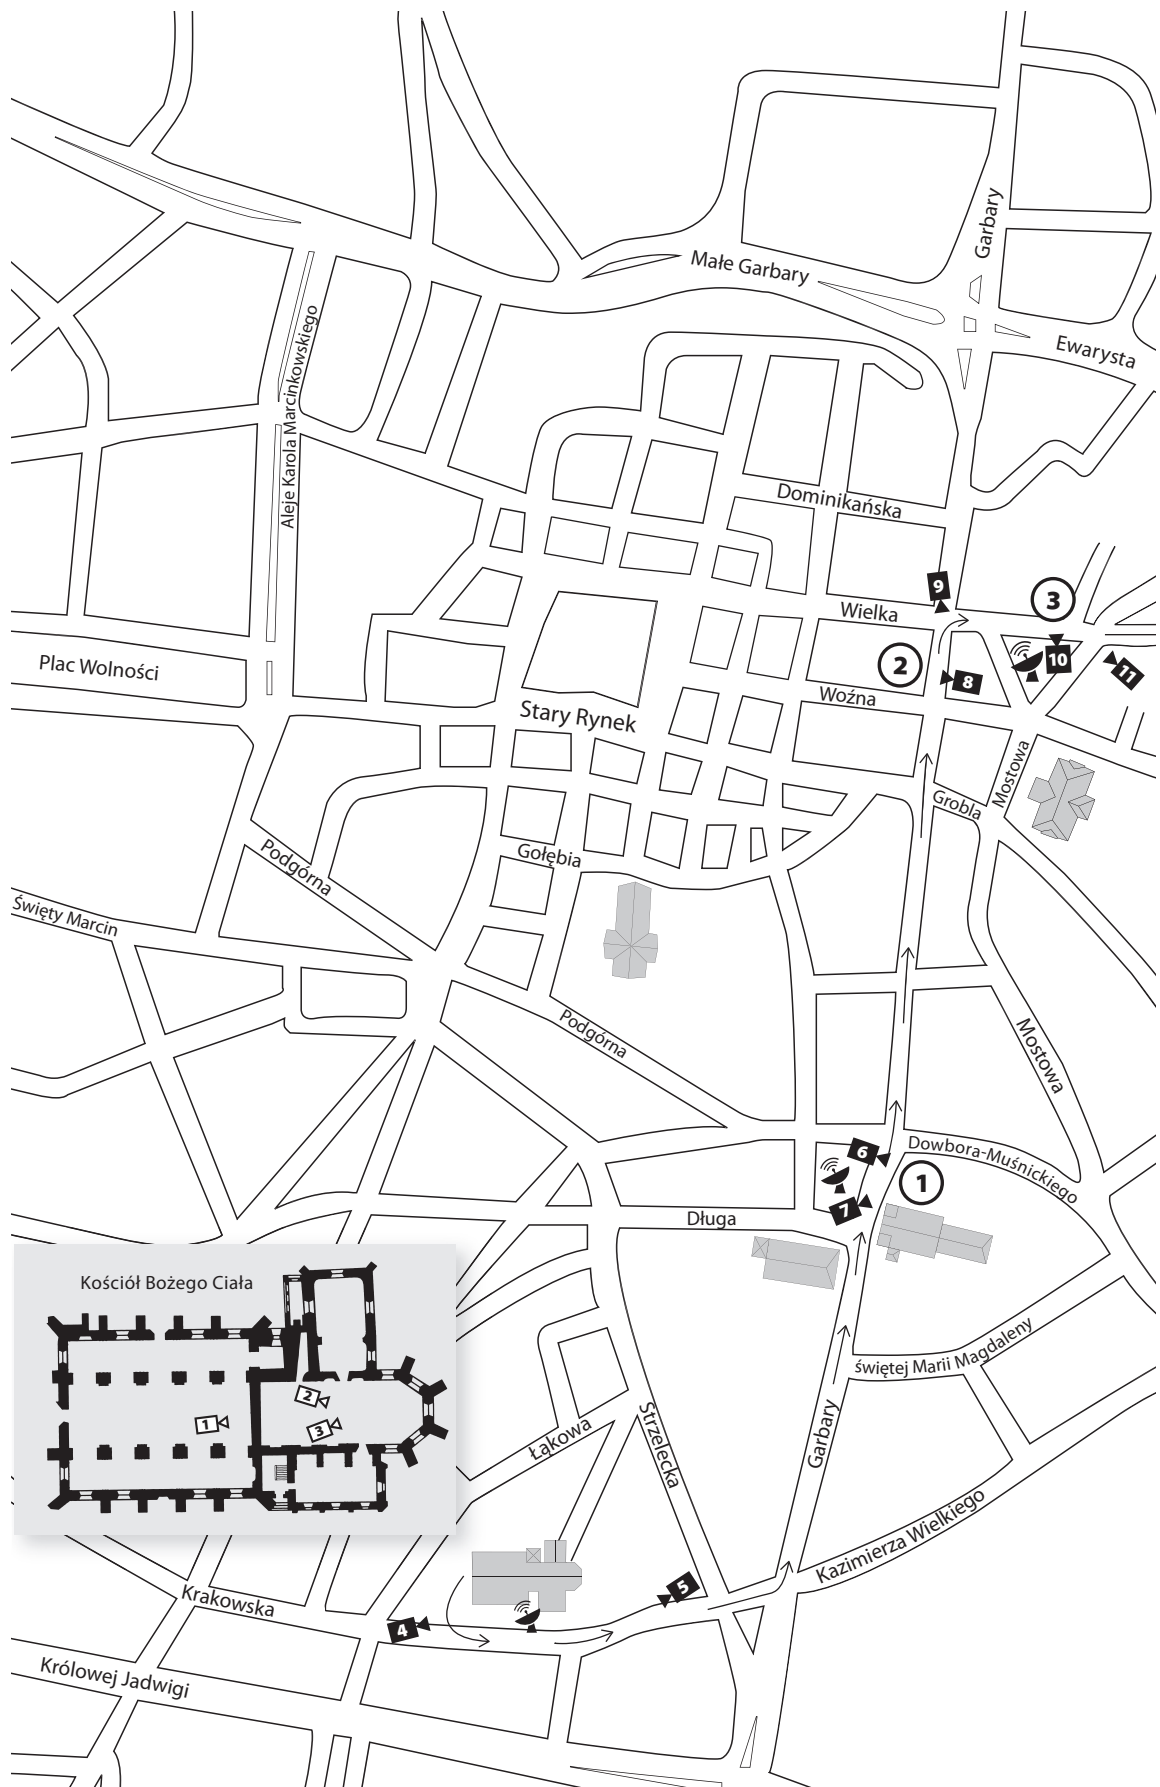 Garbary
Małe Garbary
Ewarysta
Aleje Karola Marcinkowskiego
Dominikańska
9
3
Wielka
10
11
2
8
Plac Wolności
Woźna
Stary Rynek
Mostowa
Grobla
Gołębia
Podgórna
Święty Marcin
Podgórna
Mostowa
6
Dowbora-Muśnickiego
1
7
Długa
Kościół Bożego Ciała
świętej Marii Magdaleny
2
1
3
Łąkowa
Strzelecka
Garbary
Kazimierza Wielkiego
5
Krakowska
4
Królowej Jadwigi